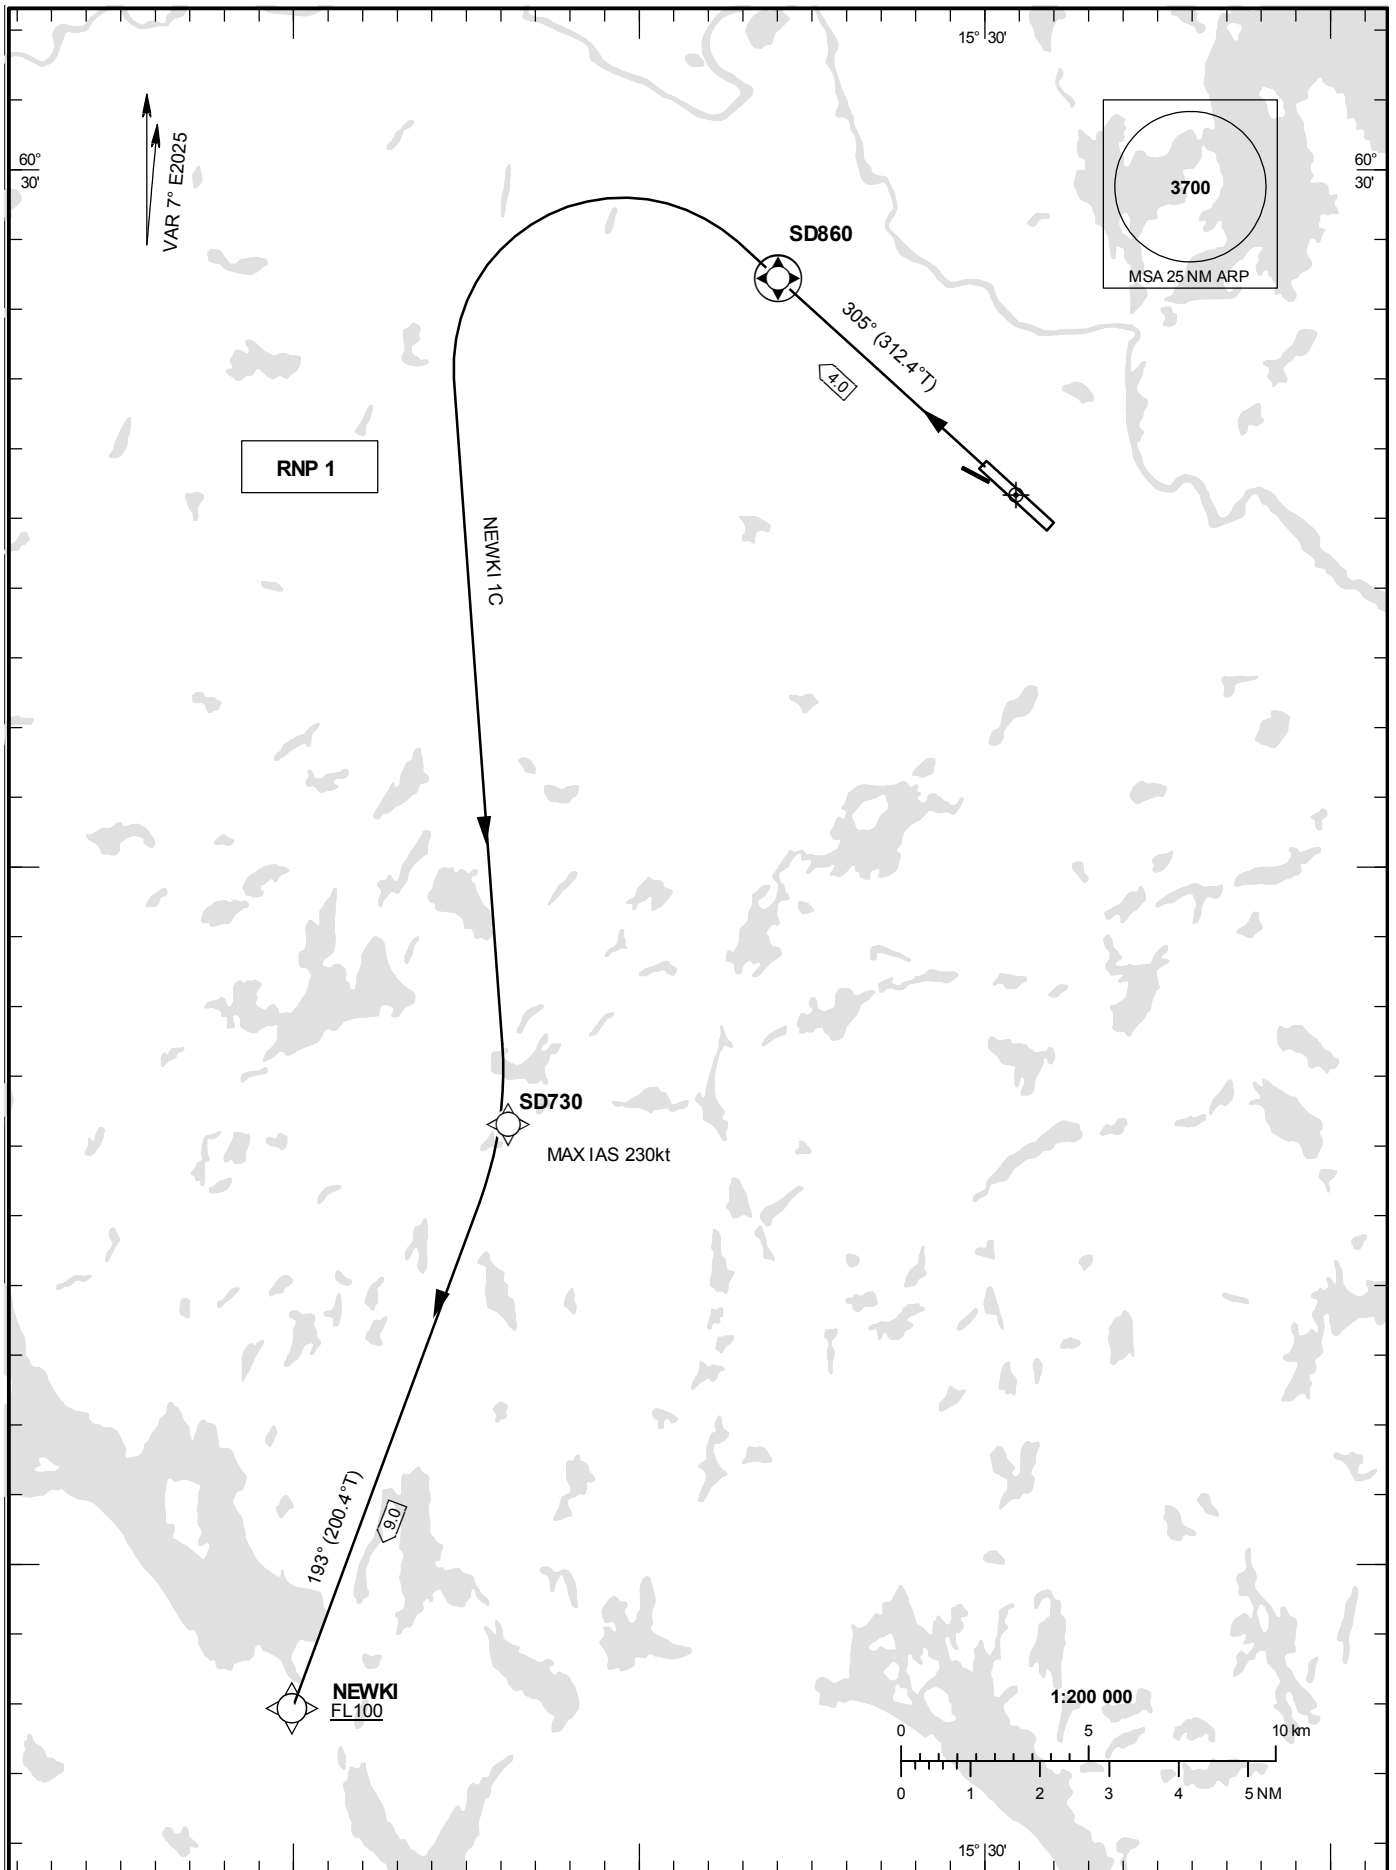 15° 30'
60°
30'
VAR 7° E2025
60°
30'
3700
MSA 25 NM ARP
SD860
305° (312.4°T)
4.0
RNP 1
NEWKI 1C
SD730
MAX IAS 230kt
193° (200.4°T)
9.0
NEWKI
FL100
1:200 000
0 5 10 km
0 1 2 3 4 5 NM
15° 30'